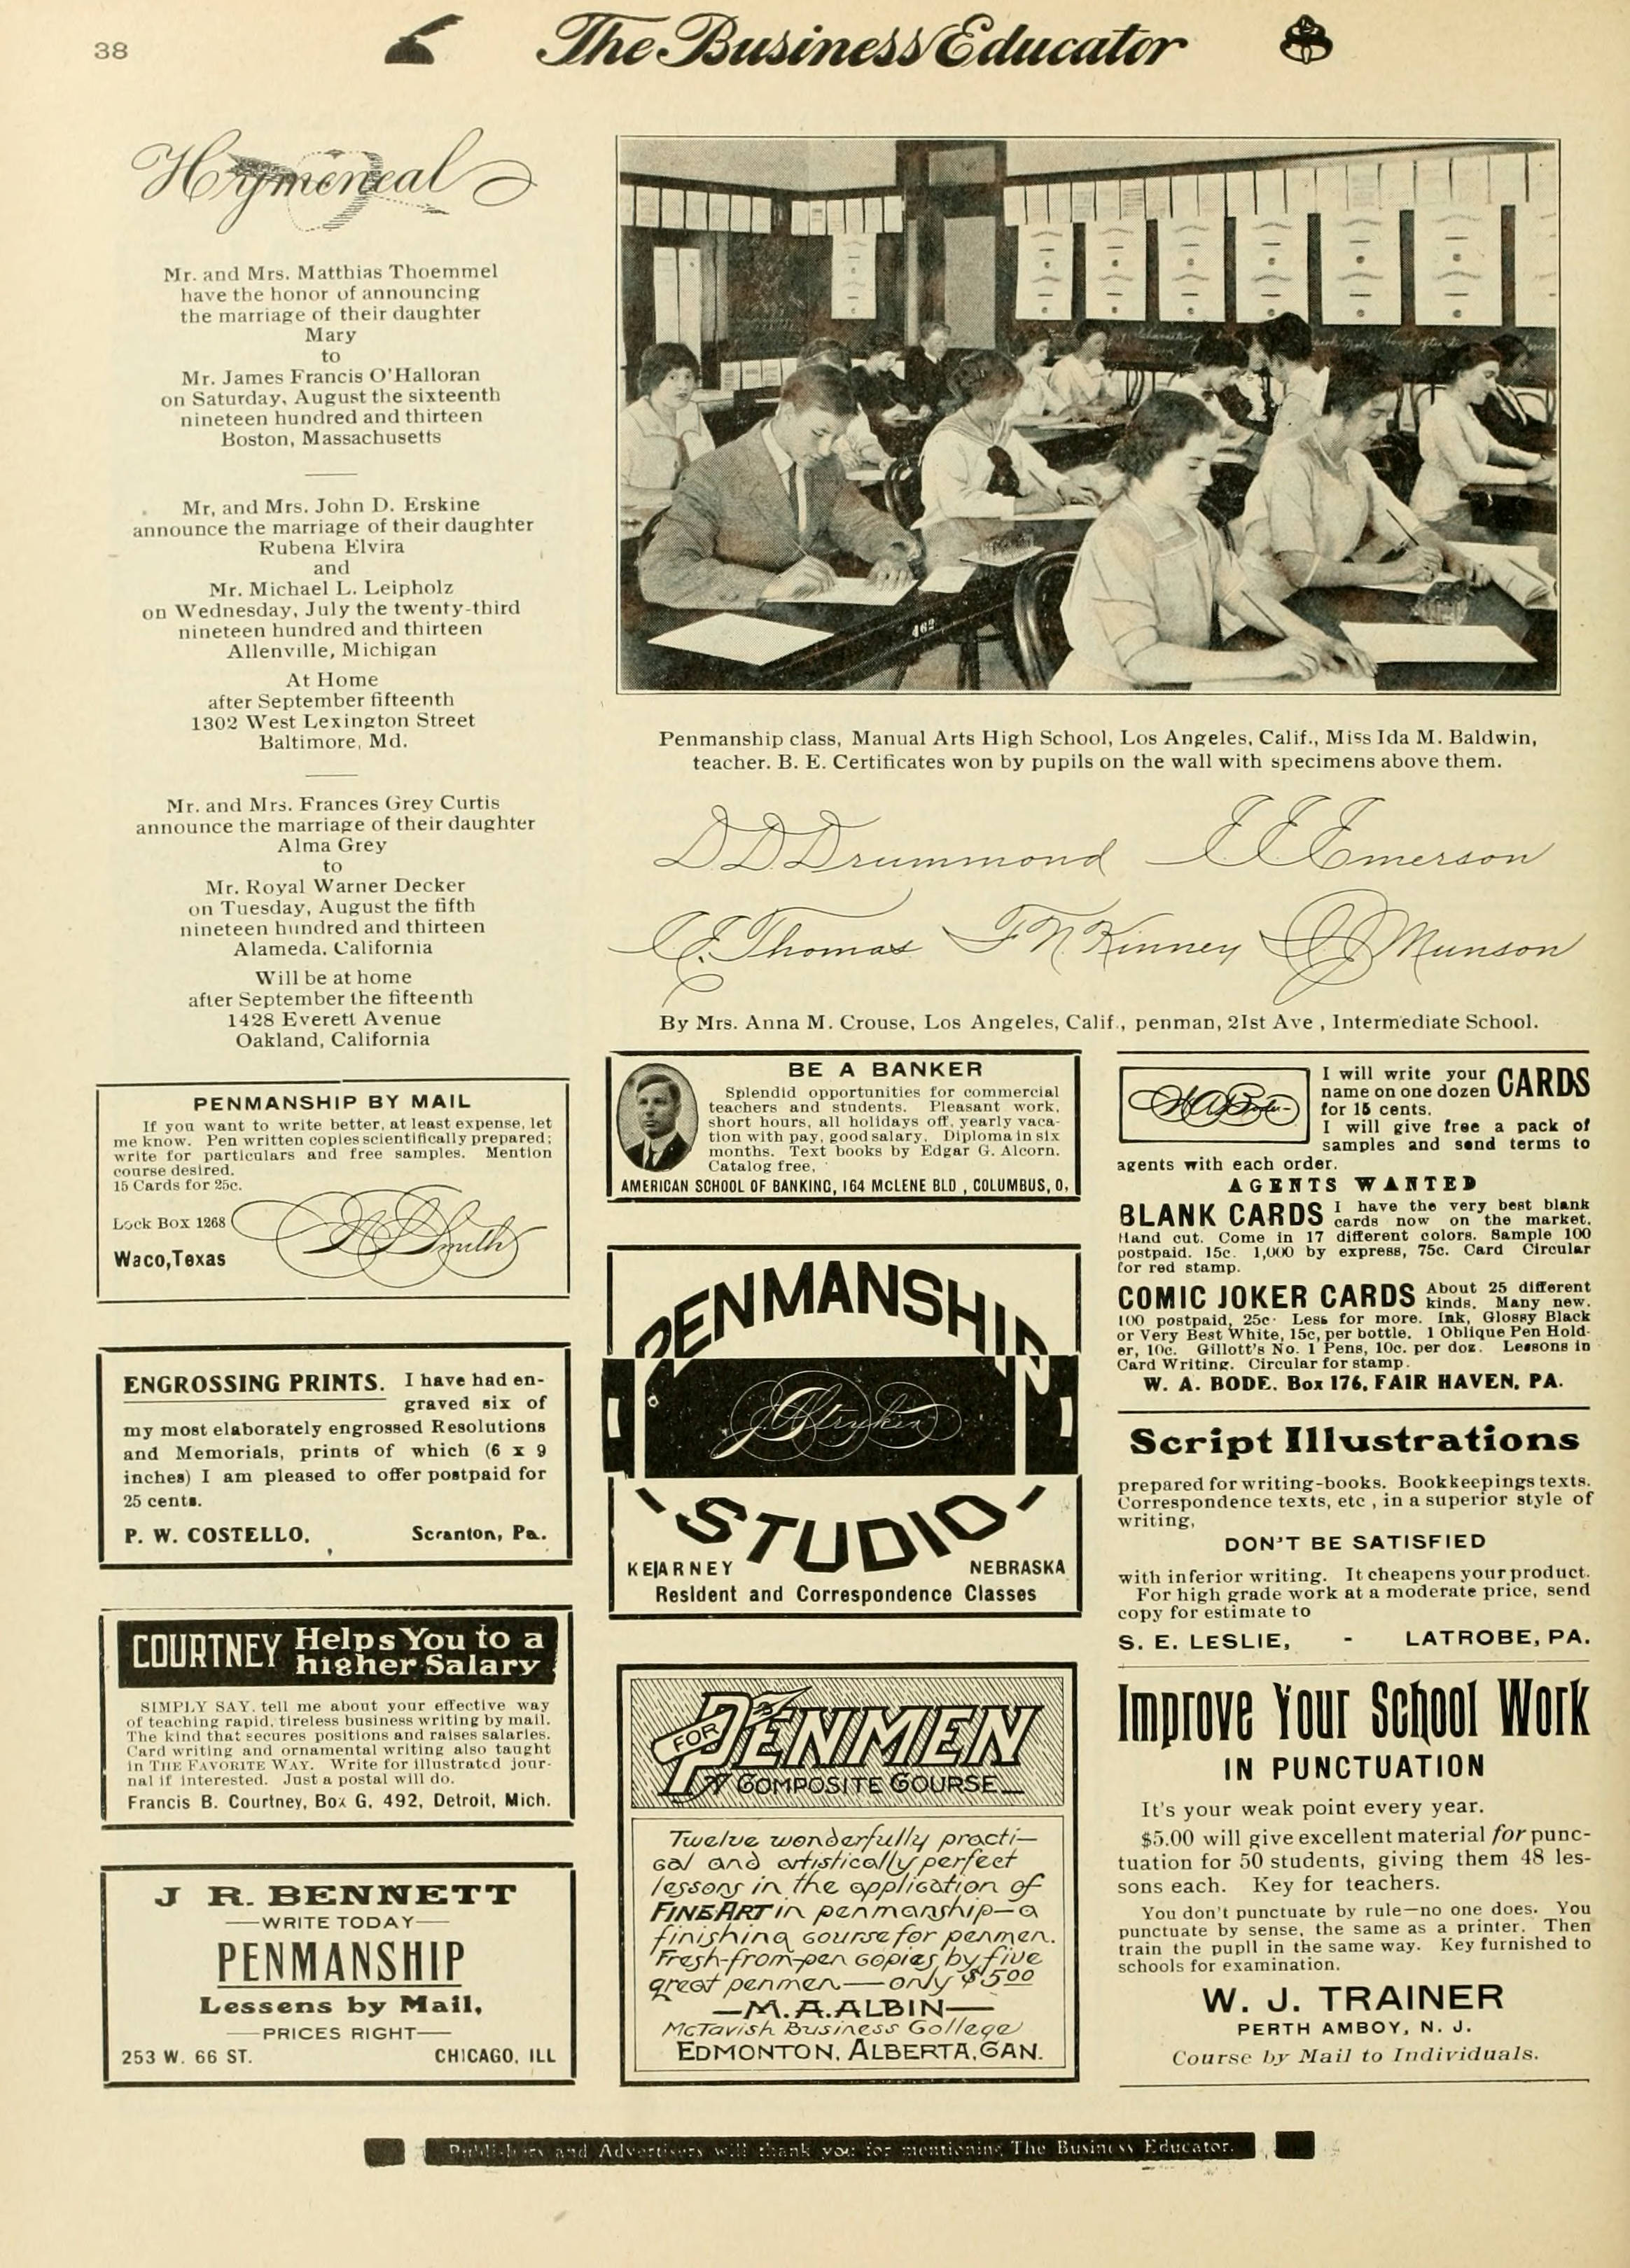 38
The Business Educator
Hymeneal
Mr. and Mrs. Matthias Thoemmel
have the honor of announcing
the marriage of their daughter
Mary
to
Mr. James Francis O'Halloran
on Saturday, August the sixteenth
nineteen hundred and thirteen
Boston, Massachusetts
Mr, and Mrs. John D. Erskine
announce the marriage of their daughter
Rubena Elvira
and
Mr. Michael L. Leipholz
on Wednesday, July the twenty-third
nineteen hundred and thirteen
Allenville, Michigan
At Home
after September fifteenth
1302 West Lexington Street
Baltimore, Md.
Mr. and Mrs. Frances Grey Curtis
announce the marriage of their daughter
Alma Grey
to
Mr. Royal Warner Decker
on Tuesday, August the fifth
nineteen hundred and thirteen
Alameda, California
Will be at home
after September the fifteenth
1428 Everett Avenue
Oakland, California
462
Penmanship class, Manual Arts High School, Los Angeles, Calif., Miss Ida M. Baldwin,
teacher. B. E. Certificates won by pupils on the wall with specimens above them.
D D Drummond E E Emerson
C. E. Thomas F N Kinney J Munson
By Mrs. Anna M. Crouse, Los Angeles, Calif., penman, 21st Ave , Intermediate School.
PENMANSHIP BY MAIL
If you want to write better, at least expense, let
me know. Pen written copies scientifically prepared;
write for particulars and free samples. Mention
course desired.
15 Cards for 25c.
Lock Box 1268
Smith
Waco, Texas
ENGROSSING PRINTS. I have had en-
graved six of
my most elaborately engrossed Resolutions
and Memorials, prints of which (6 x 9
inches) I am pleased to offer postpaid for
25 cents.
P. W. COSTELLO, Scranton, Pa.
COURTNEY Helps You to a
higher Salary
SIMPLY SAY, tell me about your effective way
of teaching rapid, tireless business writing by mail.
The kind that secures positions and raises salaries.
Card writing and ornamental writing also taught
in THE FAVORITE WAY. Write for illustrated jour-
nal if interested. Just a postal will do.
Francis B. Courtney, Box G, 492, Detroit, Mich.
J R. BENNETT
WRITE TODAY
PENMANSHIP
Lessens by Mail,
PRICES RIGHT
253 W. 66 ST. CHICAGO, ILL
BE A BANKER
Splendid opportunities for commercial
teachers and students. Pleasant work,
short hours, all holidays off, yearly vaca-
tion with pay, good salary, Diploma in six
months. Text books by Edgar G. Alcorn.
Catalog free,
AMERICAN SCHOOL OF BANKING, 164 MCLENE BLD , COLUMBUS, O,
PENMANSHIP
J. A. Stryker
STUDIO
KEARNEY NEBRASKA
Resident and Correspondence Classes
FOR PENMEN
A COMPOSITE COURSE
Twelve wonderfully practi-
cal and artistically perfect
lessons in the application of
FINE ART in penmanship—a
finishing course for penmen.
Fresh-from-pen copies by five
great penmen—only $5.00
—M. A. ALBIN—
McTavish Business College
EDMONTON, ALBERTA, CAN.
I will write your
name on one dozen CARDS
for 15 cents.
I will give free a pack of
samples and send terms to
agents with each order.
AGENTS WANTED
BLANK CARDS I have the very best blank
cards now on the market.
Hand cut. Come in 17 different colors. Sample 100
postpaid. 15c. 1,000 by express, 75c. Card Circular
for red stamp.
COMIC JOKER CARDS About 25 different
kinds. Many new.
100 postpaid, 25c. Less for more. Ink, Glossy Black
or Very Best White, 15c, per bottle. 1 Oblique Pen Hold-
er, 10c. Gillott's No. 1 Pens, 10c. per doz. Lessons in
Card Writing. Circular for stamp.
W. A. BODE, Box 176, FAIR HAVEN, PA.
Script Illustrations
prepared for writing-books. Bookkeepings texts.
Correspondence texts, etc , in a superior style of
writing,
DON'T BE SATISFIED
with inferior writing. It cheapens your product.
For high grade work at a moderate price, send
copy for estimate to
S. E. LESLIE, - LATROBE, PA.
Improve Your School Work
IN PUNCTUATION
It's your weak point every year.
$5.00 will give excellent material for punc-
tuation for 50 students, giving them 48 les-
sons each. Key for teachers.
You don't punctuate by rule—no one does. You
punctuate by sense, the same as a printer. Then
train the pupil in the same way. Key furnished to
schools for examination.
W. J. TRAINER
PERTH AMBOY, N. J.
Course by Mail to Individuals.
Publishers and Advertisers will thank you for mentioning The Business Educator.